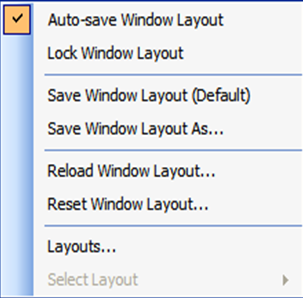 Auto-save Window Layout
Lock Window Layout
Save Window Layout (Default)
Save Window Layout As...
Reload Window Layout...
Reset Window Layout...
Layouts...
Select Layout